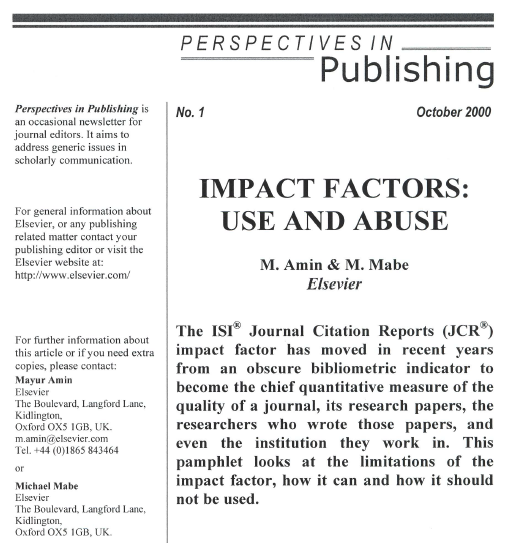 PERSPECTIVES IN
Publishing
Perspectives in Publishing is
an occasional newsletter for
journal editors. It aims to
address generic issues in
scholarly communication.
For general information about
Elsevier, or any publishing
related matter contact your
publishing editor or visit the
Elsevier website at:
http://www.elsevier.com/
For further information about
this article or if you need extra
copies, please contact:
Mayur Amin
Elsevier
The Boulevard, Langford Lane,
Kidlington,
Oxford OX5 1GB, UK.
m.amin@elsevier.com
Tel. +44 (0)1865 843464
or
Michael Mabe
Elsevier
The Boulevard, Langford Lane,
Kidlington,
Oxford OX5 1GB, UK.
No. 1 October 2000
IMPACT FACTORS:
USE AND ABUSE
M. Amin & M. Mabe
Elsevier
The ISI® Journal Citation Reports (JCR®)
impact factor has moved in recent years
from an obscure bibliometric indicator to
become the chief quantitative measure of the
quality of a journal, its research papers, the
researchers who wrote those papers, and
even the institution they work in. This
pamphlet looks at the limitations of the
impact factor, how it can and how it should
not be used.